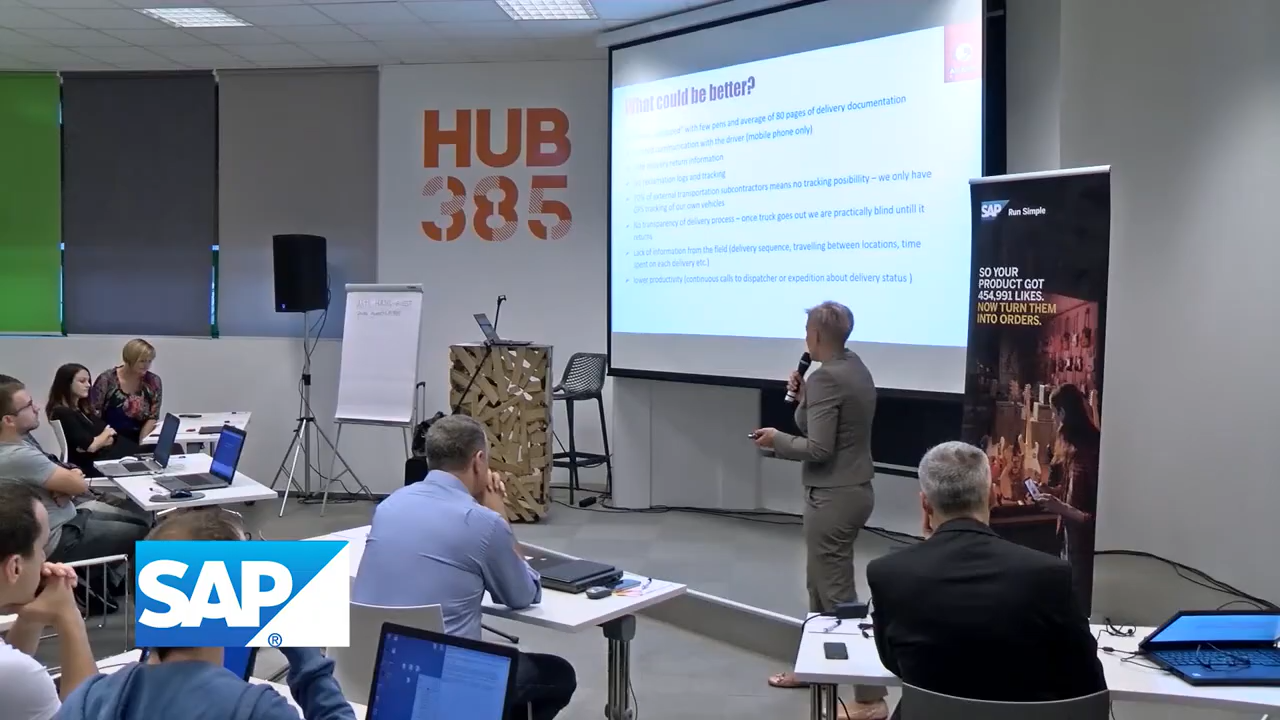 What could be better?
with few pens and average of 80 pages of delivery documentation
communication with the driver (mobile phone only)
return information
logs and tracking
of external transportation subcontractors means no tracking posibillity – we only have
GPS tracking of our own vehicles
No transparency of delivery process – once truck goes out we are practically blind untill it
returns
Lack of information from the field (delivery sequence, travelling between locations, time
spent on each delivery etc.)
lower productivity (continuous calls to dispatcher or expedition about delivery status )
HUB
385
SAP Run Simple
SO YOUR
PRODUCT GOT
454,991 LIKES.
NOW TURN THEM
INTO ORDERS.
SAP®